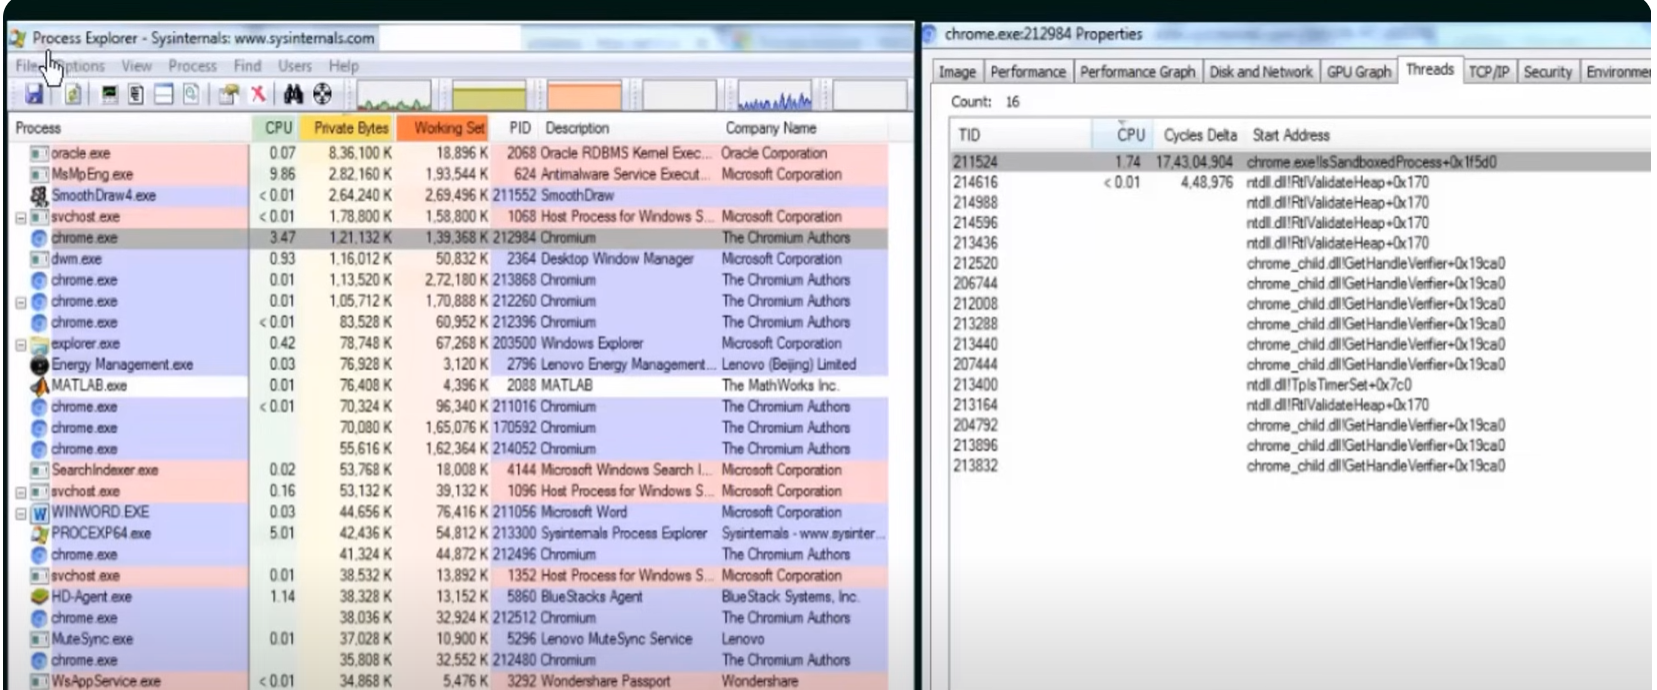 Process Explorer - Sysinternals: www.sysinternals.com
File Options View Process Find Users Help
Process CPU Private Bytes Working Set PID Description Company Name
oracle.exe 0.07 8,36,100 K 18,896 K 2068 Oracle RDBMS Kernel Exec... Oracle Corporation
MsMpEng.exe 9.86 2,82,160 K 1,93,544 K 624 Antimalware Service Execut... Microsoft Corporation
SmoothDraw4.exe < 0.01 2,64,240 K 2,69,496 K 211552 SmoothDraw
svchost.exe < 0.01 1,78,800 K 1,58,800 K 1068 Host Process for Windows S... Microsoft Corporation
chrome.exe 3.47 1,21,132 K 1,39,368 K 212984 Chromium The Chromium Authors
dwm.exe 0.93 1,16,012 K 50,832 K 2364 Desktop Window Manager Microsoft Corporation
chrome.exe 0.01 1,13,520 K 2,72,180 K 213868 Chromium The Chromium Authors
chrome.exe 0.01 1,05,712 K 1,70,888 K 212260 Chromium The Chromium Authors
chrome.exe < 0.01 83,528 K 60,952 K 212396 Chromium The Chromium Authors
explorer.exe 0.42 78,748 K 67,268 K 203500 Windows Explorer Microsoft Corporation
Energy Management.exe 0.03 76,928 K 3,120 K 2796 Lenovo Energy Management... Lenovo (Beijing) Limited
MATLAB.exe 0.01 76,408 K 4,396 K 2088 MATLAB The MathWorks Inc.
chrome.exe < 0.01 70,324 K 96,340 K 211016 Chromium The Chromium Authors
chrome.exe 70,080 K 1,65,076 K 170592 Chromium The Chromium Authors
chrome.exe 55,616 K 1,62,364 K 214052 Chromium The Chromium Authors
SearchIndexer.exe 0.02 53,768 K 18,008 K 4144 Microsoft Windows Search I... Microsoft Corporation
svchost.exe 0.16 53,132 K 39,132 K 1096 Host Process for Windows S... Microsoft Corporation
WINWORD.EXE 0.03 44,656 K 76,416 K 211056 Microsoft Word Microsoft Corporation
PROCEXP64.exe 5.01 42,436 K 54,812 K 213300 Sysinternals Process Explorer Sysinternals - www.sysinter...
chrome.exe 41,324 K 44,872 K 212496 Chromium The Chromium Authors
svchost.exe 0.01 38,532 K 13,892 K 1352 Host Process for Windows S... Microsoft Corporation
HD-Agent.exe 1.14 38,328 K 13,152 K 5860 BlueStacks Agent BlueStack Systems, Inc.
chrome.exe 38,036 K 32,924 K 212512 Chromium The Chromium Authors
MuteSync.exe 0.01 37,028 K 10,900 K 5296 Lenovo MuteSync Service Lenovo
chrome.exe 35,808 K 32,552 K 212480 Chromium The Chromium Authors
WsAppService.exe < 0.01 34,868 K 5,476 K 3292 Wondershare Passport Wondershare
chrome.exe:212984 Properties
Image Performance Performance Graph Disk and Network GPU Graph Threads TCP/IP Security Environme
Count: 16
TID CPU Cycles Delta Start Address
211524 1.74 17,43,04,904 chrome.exe!IsSandboxedProcess+0x1f5d0
214616 < 0.01 4,48,976 ntdll.dll!RtlValidateHeap+0x170
214988 ntdll.dll!RtlValidateHeap+0x170
214596 ntdll.dll!RtlValidateHeap+0x170
213436 ntdll.dll!RtlValidateHeap+0x170
212520 chrome_child.dll!GetHandleVerifier+0x19ca0
206744 chrome_child.dll!GetHandleVerifier+0x19ca0
212008 chrome_child.dll!GetHandleVerifier+0x19ca0
213288 chrome_child.dll!GetHandleVerifier+0x19ca0
213440 chrome_child.dll!GetHandleVerifier+0x19ca0
207444 chrome_child.dll!GetHandleVerifier+0x19ca0
213400 ntdll.dll!TpIsTimerSet+0x7c0
213164 ntdll.dll!RtlValidateHeap+0x170
204792 chrome_child.dll!GetHandleVerifier+0x19ca0
213896 chrome_child.dll!GetHandleVerifier+0x19ca0
213832 chrome_child.dll!GetHandleVerifier+0x19ca0